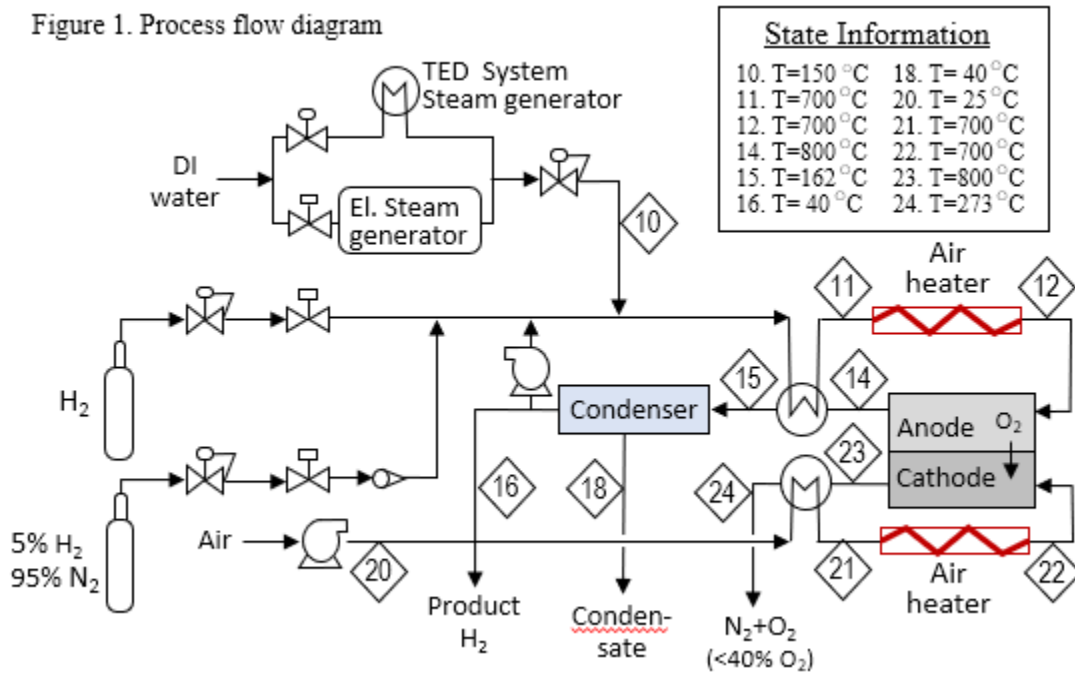 Figure 1. Process flow diagram
State Information
10. T=150 °C 18. T= 40 °C
11. T=700 °C 20. T= 25 °C
12. T=700 °C 21. T=700 °C
14. T=800 °C 22. T=700 °C
15. T=162 °C 23. T=800 °C
16. T= 40 °C 24. T=273 °C
TED System
Steam generator
DI
water
El. Steam
generator
10
Air
heater
11
12
H₂
15
14
Condenser
Anode
O₂
Cathode
23
16
18
24
5% H₂
95% N₂
Air
20
21
22
Air
heater
Product
H₂
Conden-
sate
N₂+O₂
(<40% O₂)